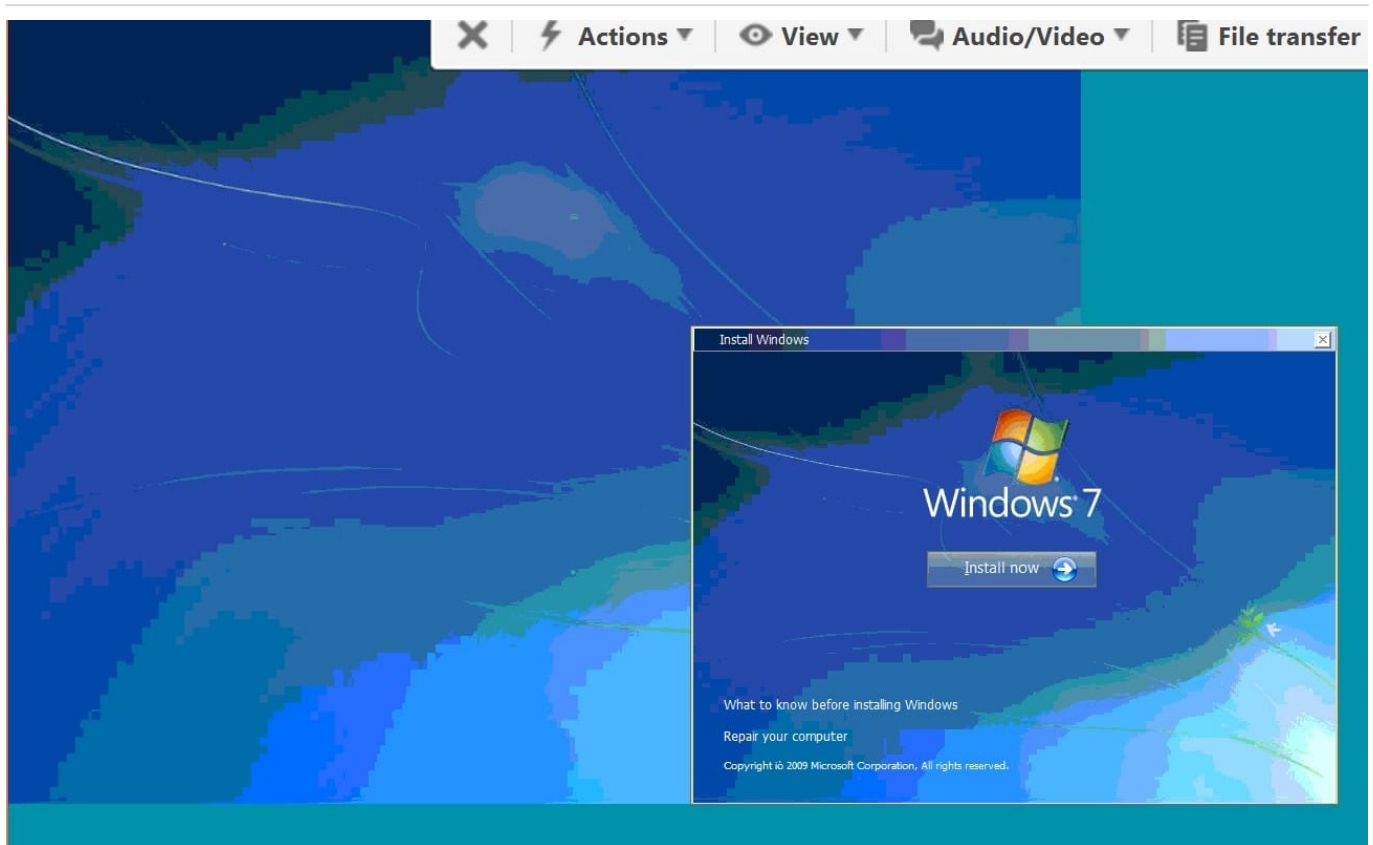 Actions View Audio/Video File transfer
Install Windows
Windows 7
Install now
What to know before installing Windows
Repair your computer
Copyright iò 2009 Microsoft Corporation, All rights reserved.